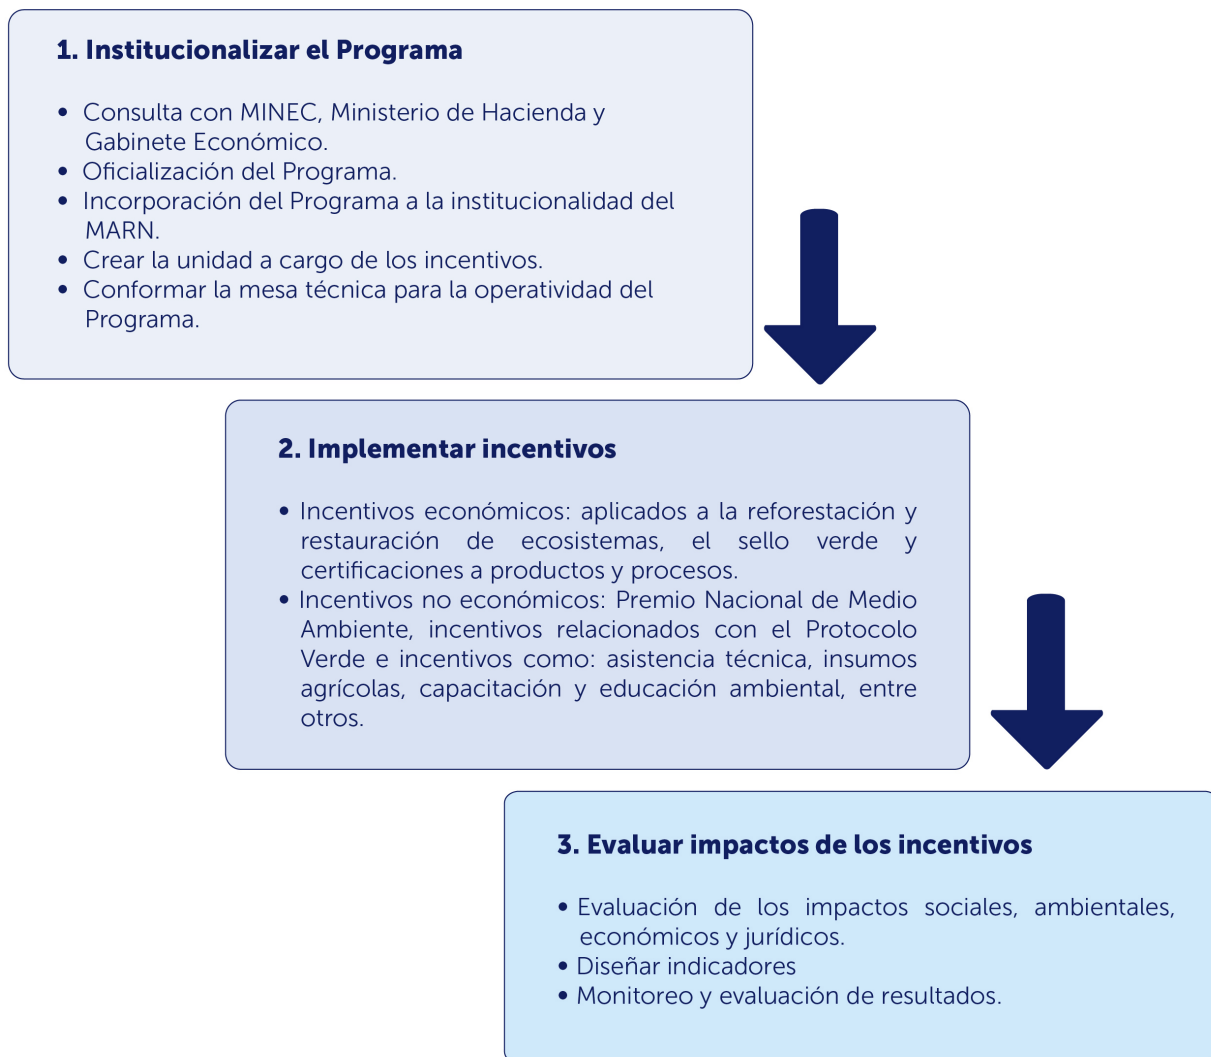 1. Institucionalizar el Programa
• Consulta con MINEC, Ministerio de Hacienda y
Gabinete Económico.
• Oficialización del Programa.
• Incorporación del Programa a la institucionalidad del
MARN.
• Crear la unidad a cargo de los incentivos.
• Conformar la mesa técnica para la operatividad del
Programa.
2. Implementar incentivos
• Incentivos económicos: aplicados a la reforestación y
restauración de ecosistemas, el sello verde y
certificaciones a productos y procesos.
• Incentivos no económicos: Premio Nacional de Medio
Ambiente, incentivos relacionados con el Protocolo
Verde e incentivos como: asistencia técnica, insumos
agrícolas, capacitación y educación ambiental, entre
otros.
3. Evaluar impactos de los incentivos
• Evaluación de los impactos sociales, ambientales,
económicos y jurídicos.
• Diseñar indicadores
• Monitoreo y evaluación de resultados.